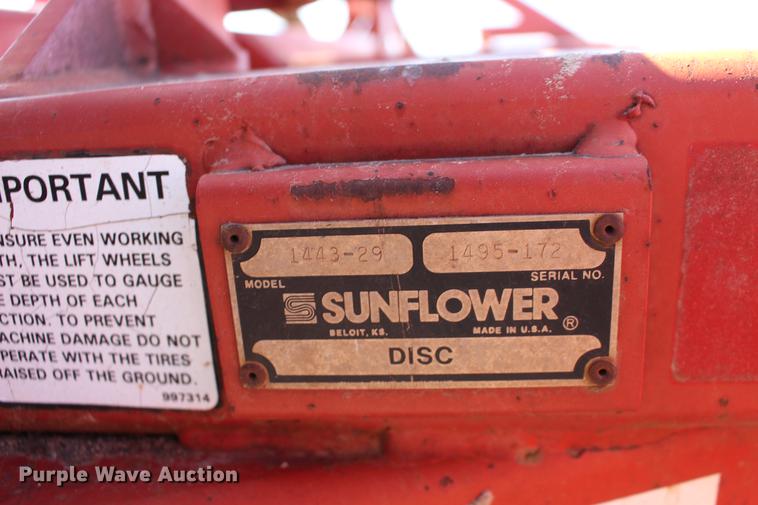 PORTANT
NSURE EVEN WORKING
TH, THE LIFT WHEELS
ST BE USED TO GAUGE
E DEPTH OF EACH
CTION. TO PREVENT
ACHINE DAMAGE DO NOT
PERATE WITH THE TIRES
RAISED OFF THE GROUND.
997314
1443-29 1495-172
MODEL SERIAL NO.
SUNFLOWER
BELOIT, KS. MADE IN U.S.A. ®
DISC
Purple Wave Auction